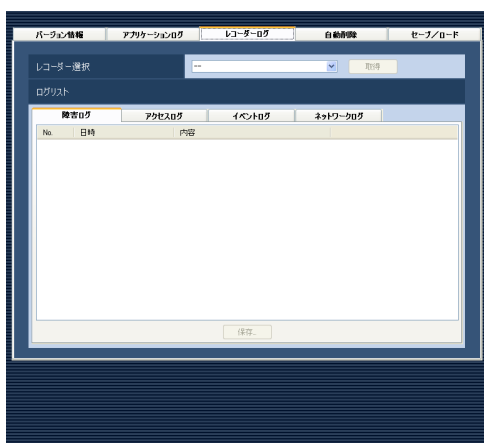 バージョン情報 アプリケーションログ レコーダーログ 自動削除 セーブ/ロード
レコーダー選択 -- 取得
ログリスト
障害ログ アクセスログ イベントログ ネットワークログ
No. 日時 内容
保存...